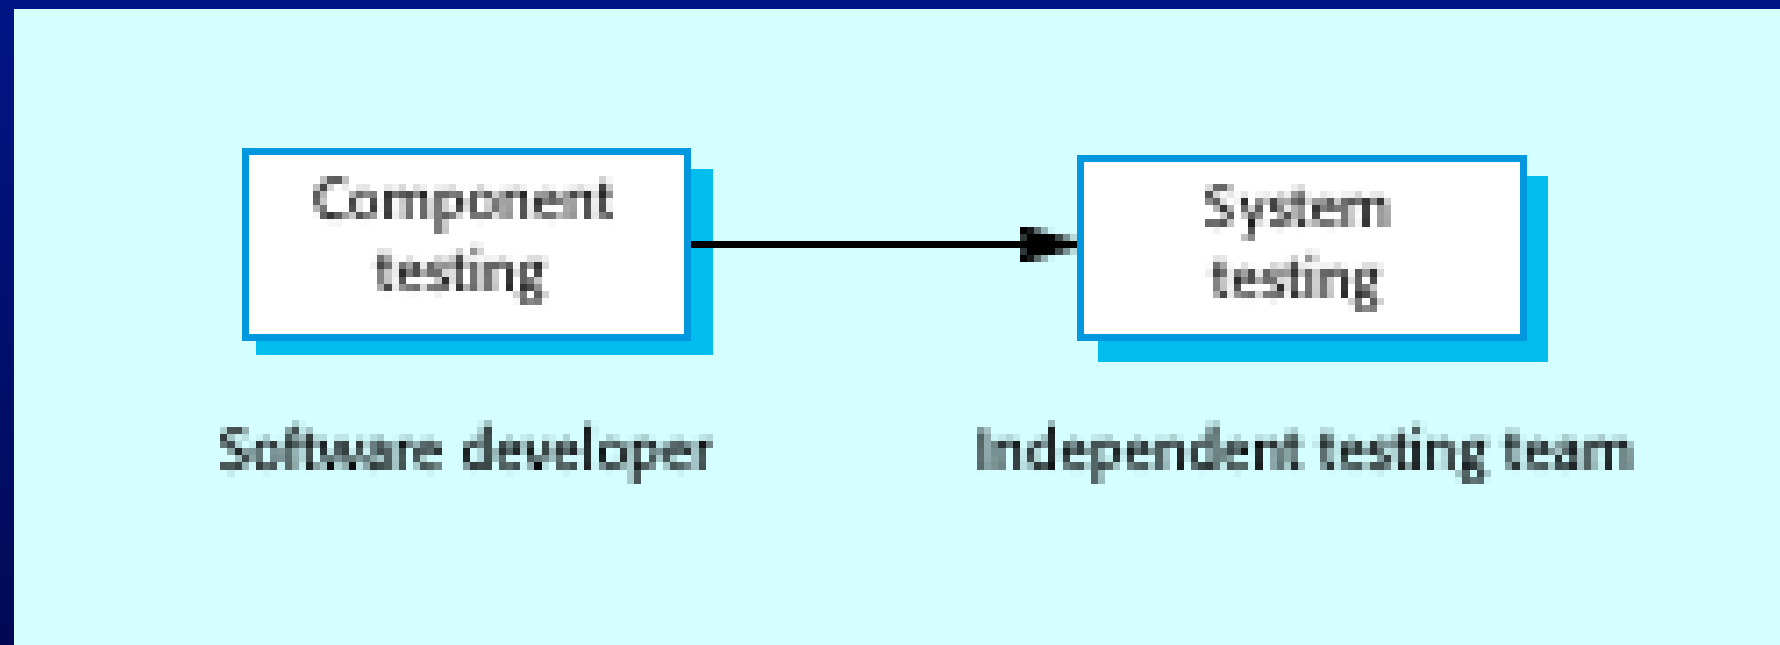 Component
testing
System
testing
Software developer
Independent testing team